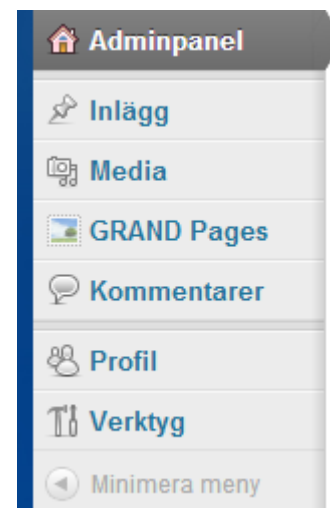 Adminpanel
Inlägg
Media
GRAND Pages
Kommentarer
Profil
Verktyg
Minimera meny